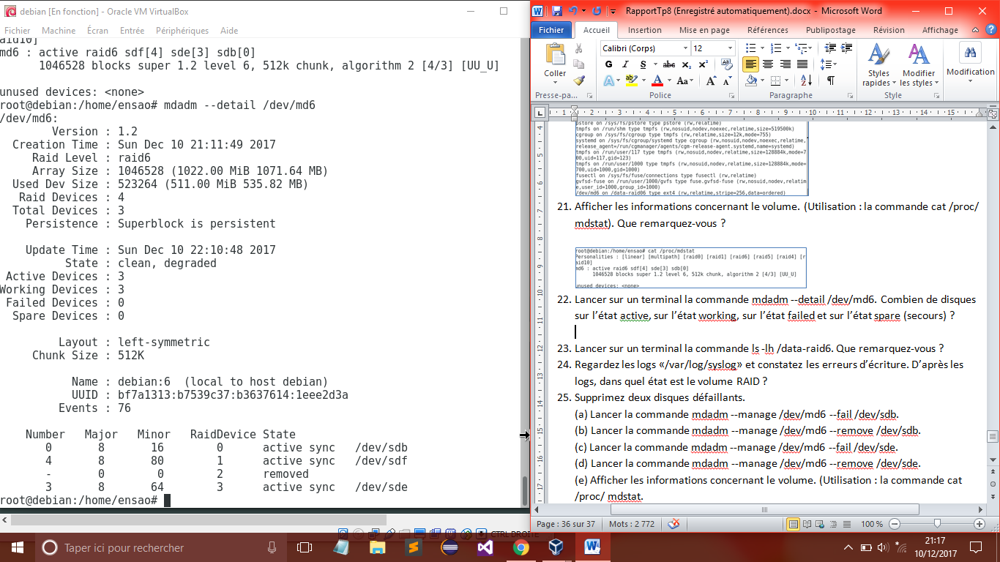 debian [En fonction] - Oracle VM VirtualBox
Fichier Machine Écran Entrée Périphériques Aide
aid10]
md6 : active raid6 sdf[4] sde[3] sdb[0]
1046528 blocks super 1.2 level 6, 512k chunk, algorithm 2 [4/3] [UU_U]
unused devices: <none>
root@debian:/home/ensao# mdadm --detail /dev/md6
/dev/md6:
Version : 1.2
Creation Time : Sun Dec 10 21:11:49 2017
Raid Level : raid6
Array Size : 1046528 (1022.00 MiB 1071.64 MB)
Used Dev Size : 523264 (511.00 MiB 535.82 MB)
Raid Devices : 4
Total Devices : 3
Persistence : Superblock is persistent
Update Time : Sun Dec 10 22:10:48 2017
State : clean, degraded
Active Devices : 3
Working Devices : 3
Failed Devices : 0
Spare Devices : 0
Layout : left-symmetric
Chunk Size : 512K
Name : debian:6 (local to host debian)
UUID : bf7a1313:b7539c37:b3637614:1eee2d3a
Events : 76
Number Major Minor RaidDevice State
0 8 16 0 active sync /dev/sdb
4 8 80 1 active sync /dev/sdf
- 0 0 2 removed
3 8 64 3 active sync /dev/sde
root@debian:/home/ensao#
CTRL DROITE
RapportTp8 (Enregistré automatiquement).docx - Microsoft Word
Fichier Accueil Insertion Mise en page Références Publipostage Révision Affichage
Coller
Calibri (Corps) 12
G I S abc x₂ x²
Styles rapides
Modifier les styles
Modification
Presse-pa... Police Paragraphe Style
1 1 2 3 4 5 6 7 8 9 10 11 12 13 14 15
pstore on /sys/fs/pstore type pstore (rw,relatime)
tmpfs on /run/shm type tmpfs (rw,nosuid,nodev,noexec,relatime,size=519500k)
cgroup on /sys/fs/cgroup type tmpfs (rw,relatime,size=12k,mode=755)
systemd on /sys/fs/cgroup/systemd type cgroup (rw,nosuid,nodev,noexec,relatime,
release_agent=/run/cgmanager/agents/cgm-release-agent.systemd,name=systemd)
tmpfs on /run/user/117 type tmpfs (rw,nosuid,nodev,relatime,size=128884k,mode=7
00,uid=117,gid=123)
tmpfs on /run/user/1000 type tmpfs (rw,nosuid,nodev,relatime,size=128884k,mode=
700,uid=1000,gid=1000)
fusectl on /sys/fs/fuse/connections type fusectl (rw,relatime)
gvfsd-fuse on /run/user/1000/gvfs type fuse.gvfsd-fuse (rw,nosuid,nodev,relatim
e,user_id=1000,group_id=1000)
/dev/md6 on /data-raid06 type ext4 (rw,relatime,stripe=256,data=ordered)
21. Afficher les informations concernant le volume. (Utilisation : la commande cat /proc/
mdstat). Que remarquez-vous ?
root@debian:/home/ensao# cat /proc/mdstat
Personalities : [linear] [multipath] [raid0] [raid1] [raid6] [raid5] [raid4] [r
aid10]
md6 : active raid6 sdf[4] sde[3] sdb[0]
1046528 blocks super 1.2 level 6, 512k chunk, algorithm 2 [4/3] [UU_U]
unused devices: <none>
22. Lancer sur un terminal la commande mdadm --detail /dev/md6. Combien de disques
sur l’état active, sur l’état working, sur l’état failed et sur l’état spare (secours) ?
23. Lancer sur un terminal la commande ls -lh /data-raid6. Que remarquez-vous ?
24. Regardez les logs «/var/log/syslog» et constatez les erreurs d’écriture. D’après les
logs, dans quel état est le volume RAID ?
25. Supprimez deux disques défaillants.
(a) Lancer la commande mdadm --manage /dev/md6 --fail /dev/sdb.
(b) Lancer la commande mdadm --manage /dev/md6 --remove /dev/sdb.
(c) Lancer la commande mdadm --manage /dev/md6 --fail /dev/sde.
(d) Lancer la commande mdadm --manage /dev/md6 --remove /dev/sde.
(e) Afficher les informations concernant le volume. (Utilisation : la commande cat
/proc/ mdstat.
Page : 36 sur 37 Mots : 2 772 100 %
Taper ici pour rechercher
21:17
10/12/2017